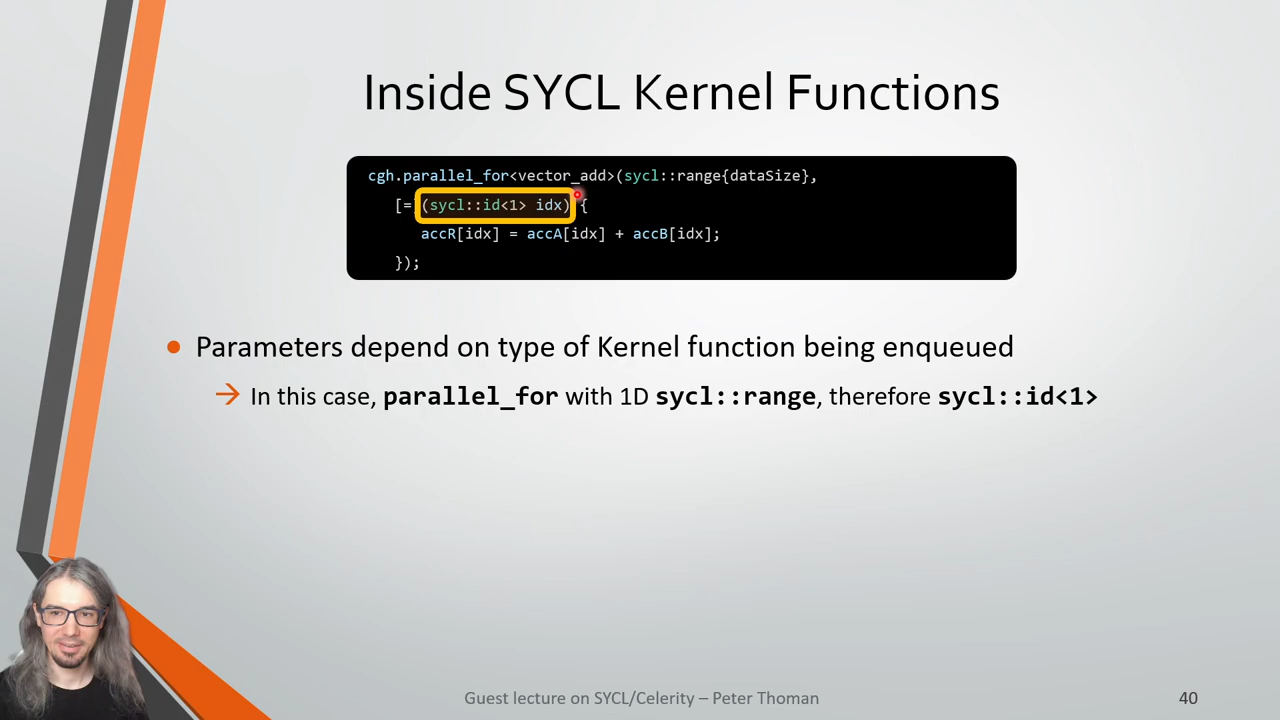 Inside SYCL Kernel Functions
cgh.parallel_for<vector_add>(sycl::range{dataSize},
[=](sycl::id<1> idx) {
accR[idx] = accA[idx] + accB[idx];
});
Parameters depend on type of Kernel function being enqueued
In this case, parallel_for with 1D sycl::range, therefore sycl::id<1>
Guest lecture on SYCL/Celerity – Peter Thoman
40